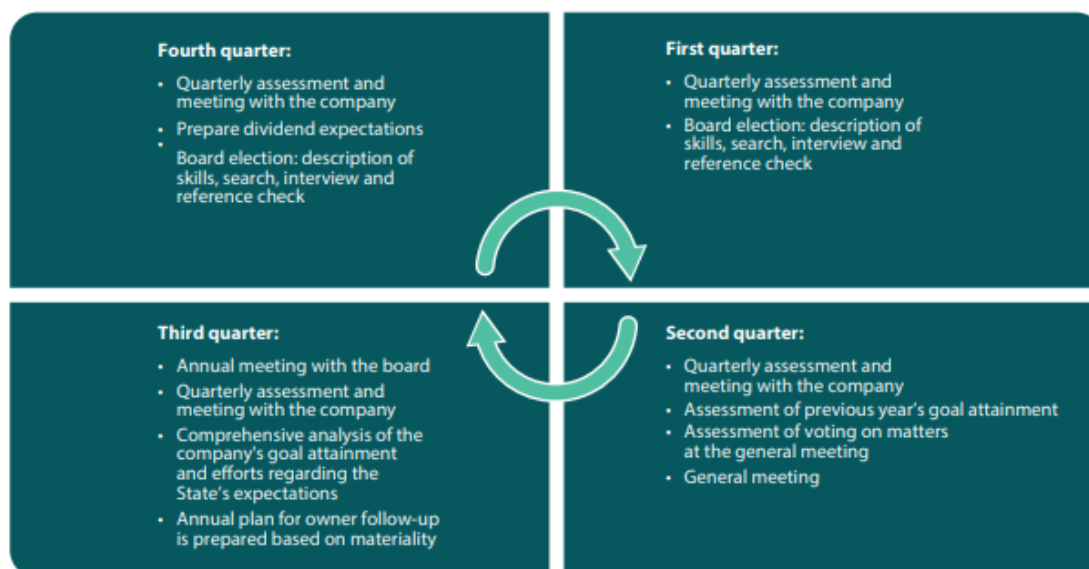 Fourth quarter:
• Quarterly assessment and
meeting with the company
• Prepare dividend expectations
•
Board election: description of
skills, search, interview and
reference check
First quarter:
• Quarterly assessment and
meeting with the company
• Board election: description of
skills, search, interview and
reference check
Third quarter:
• Annual meeting with the board
• Quarterly assessment and
meeting with the company
• Comprehensive analysis of the
company's goal attainment
and efforts regarding the
State's expectations
• Annual plan for owner follow-up
is prepared based on materiality
Second quarter:
• Quarterly assessment and
meeting with the company
• Assessment of previous year's goal attainment
• Assessment of voting on matters
at the general meeting
• General meeting